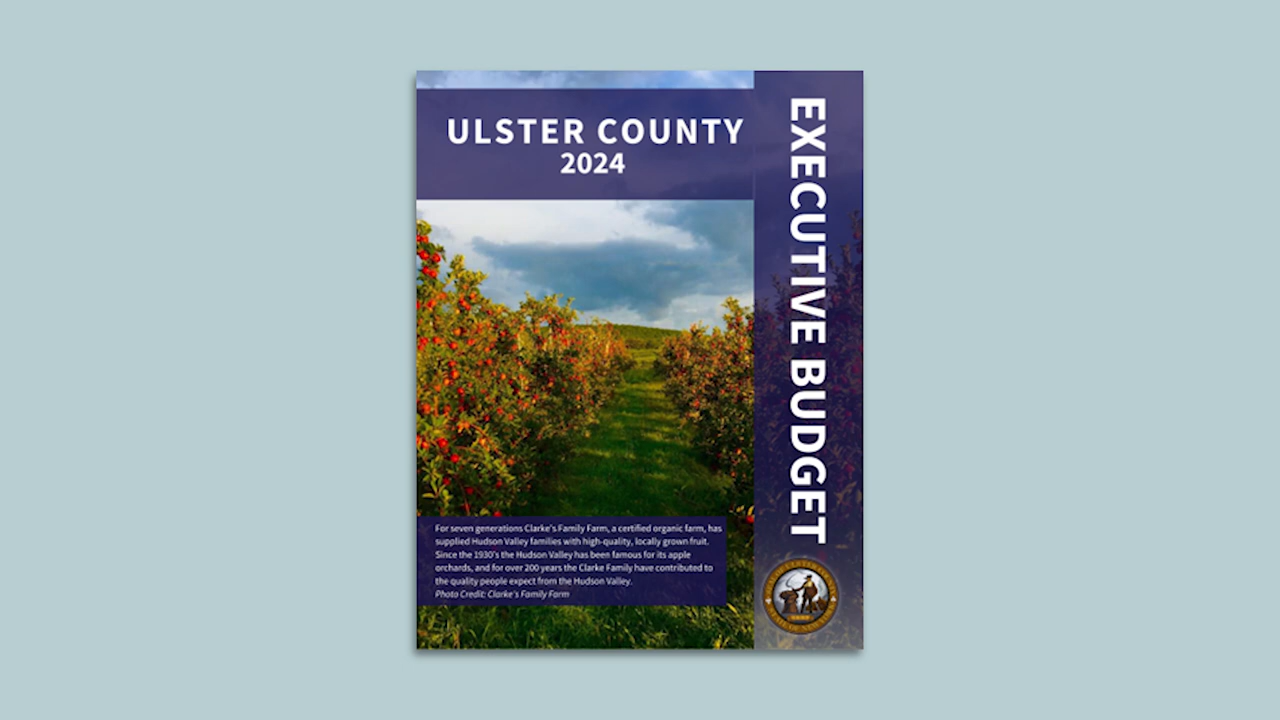 ULSTER COUNTY
2024
EXECUTIVE BUDGET
For seven generations Clarke's Family Farm, a certified organic farm, has
supplied Hudson Valley families with high-quality, locally grown fruit.
Since the 1930's the Hudson Valley has been famous for its apple
orchards, and for over 200 years the Clarke Family have contributed to
the quality people expect from the Hudson Valley.
Photo Credit: Clarke's Family Farm